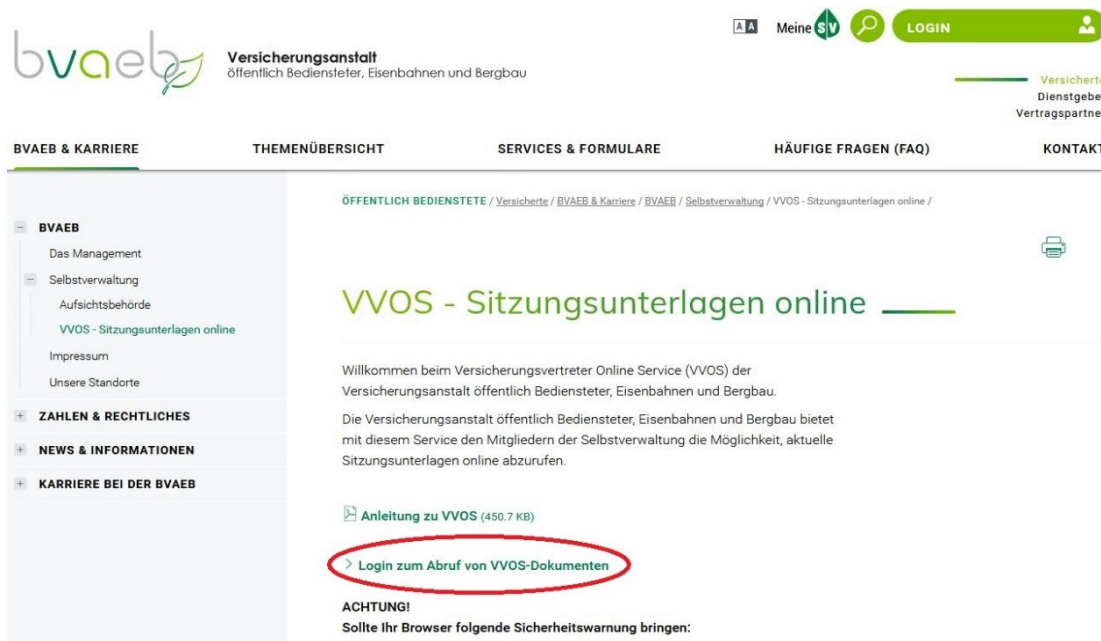 A A Meine SV LOGIN
bvaeb
Versicherungsanstalt
öffentlich Bediensteter, Eisenbahnen und Bergbau
Versicherte
Dienstgebe
Vertragspartne
BVAEB & KARRIERE THEMENÜBERSICHT SERVICES & FORMULARE HÄUFIGE FRAGEN (FAQ) KONTAKT
ÖFFENTLICH BEDIENSTETE / Versicherte / BVAEB & Karriere / BVAEB / Selbstverwaltung / VVOS - Sitzungsunterlagen online /
BVAEB
Das Management
Selbstverwaltung
Aufsichtsbehörde
VVOS - Sitzungsunterlagen online
Impressum
Unsere Standorte
ZAHLEN & RECHTLICHES
NEWS & INFORMATIONEN
KARRIERE BEI DER BVAEB
VVOS - Sitzungsunterlagen online
Willkommen beim Versicherungsvertreter Online Service (VVOS) der
Versicherungsanstalt öffentlich Bediensteter, Eisenbahnen und Bergbau.
Die Versicherungsanstalt öffentlich Bediensteter, Eisenbahnen und Bergbau bietet
mit diesem Service den Mitgliedern der Selbstverwaltung die Möglichkeit, aktuelle
Sitzungsunterlagen online abzurufen.
Anleitung zu VVOS (450.7 KB)
> Login zum Abruf von VVOS-Dokumenten
ACHTUNG!
Sollte Ihr Browser folgende Sicherheitswarnung bringen: